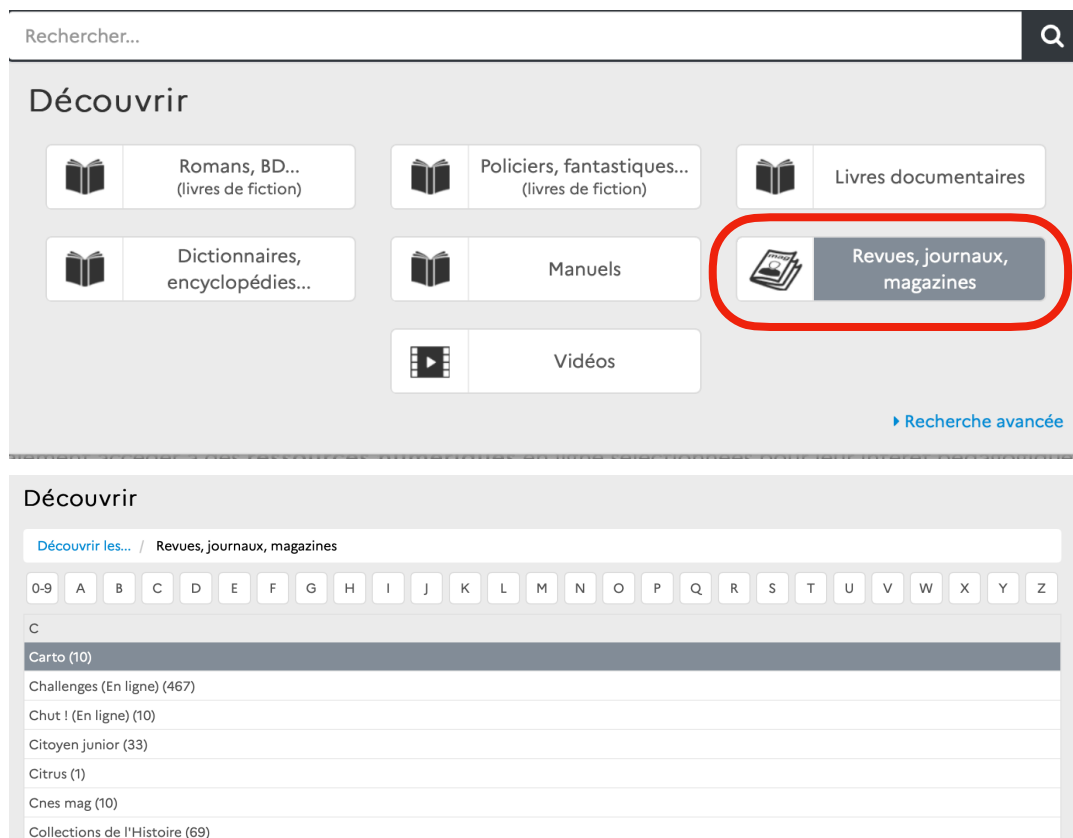 Rechercher...
Découvrir
Romans, BD...
(livres de fiction)
Policiers, fantastiques...
(livres de fiction)
Livres documentaires
Dictionnaires,
encyclopédies...
Manuels
mag
Revues, journaux,
magazines
Vidéos
Recherche avancée
Découvrir
Découvrir les... / Revues, journaux, magazines
0-9 A B C D E F G H I J K L M N O P Q R S T U V W X Y Z
C
Carto (10)
Challenges (En ligne) (467)
Chut ! (En ligne) (10)
Citoyen junior (33)
Citrus (1)
Cnes mag (10)
Collections de l'Histoire (69)